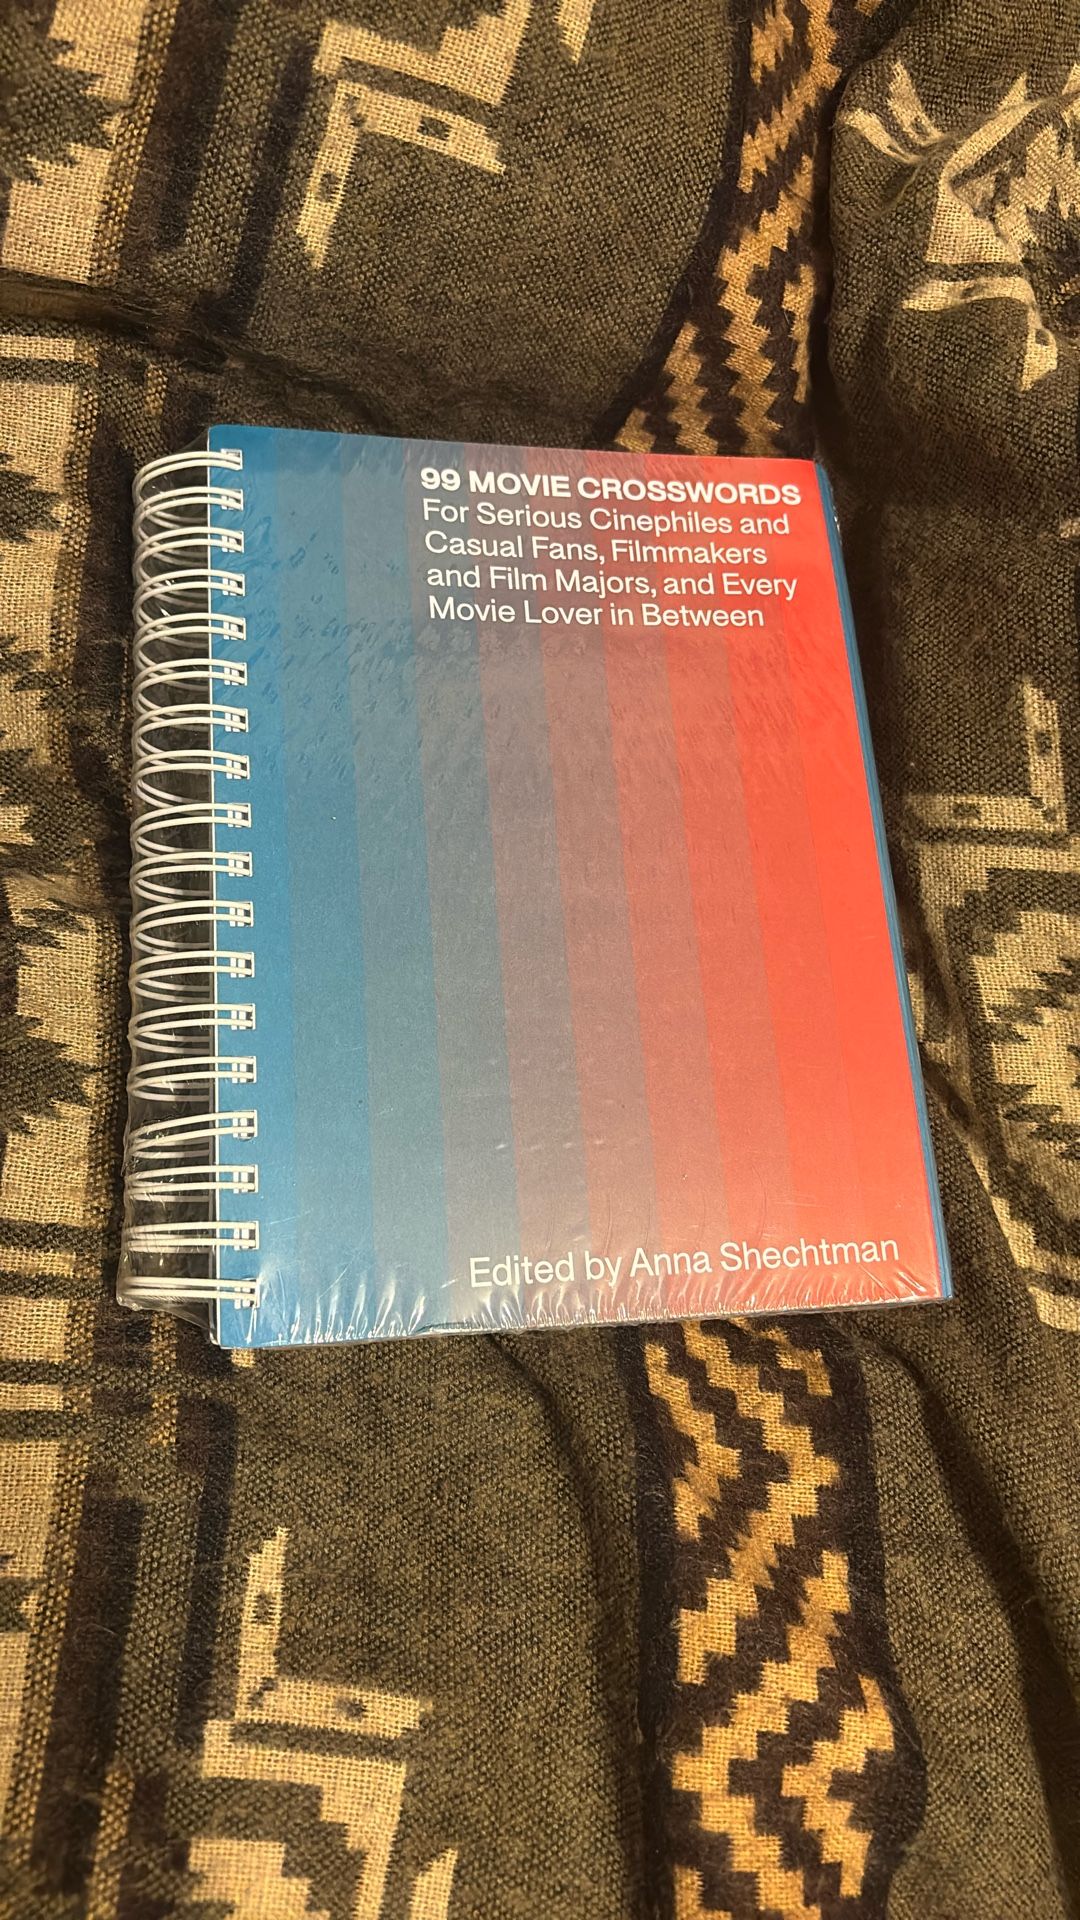 99 MOVIE CROSSWORDS
For Serious Cinephiles and
Casual Fans, Filmmakers
and Film Majors, and Every
Movie Lover in Between
Edited by Anna Shechtman